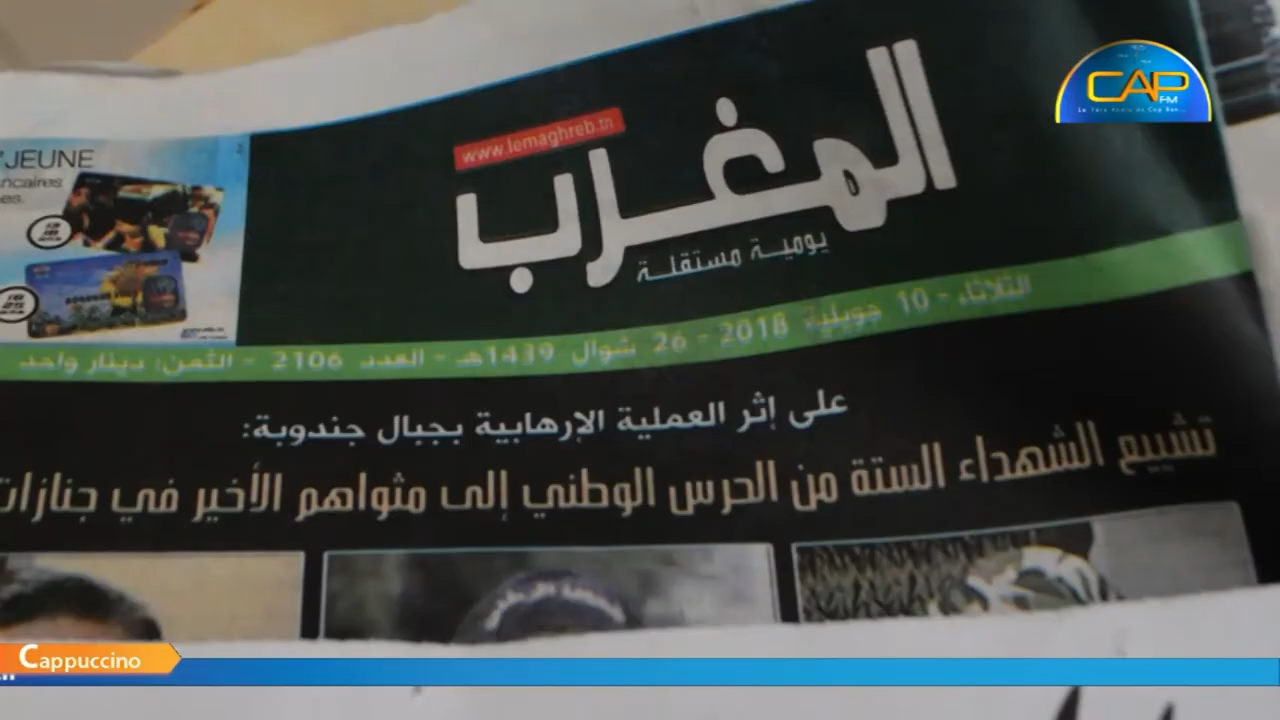 CAP
FM
'JEUNE
ncaires
es.
www.lemaghreb.tn
المغرب
يومية مستقلة
الثلاثاء - 10 جويلية 2018 - 26 شوال 1439هـ - العدد 2106 - الثمن: دينار واحد
على إثر العملية الإرهابية بجبال جندوبة:
تشييع الشهداء الستة من الحرس الوطني إلى مثواهم الأخير في جنازات
Cappuccino